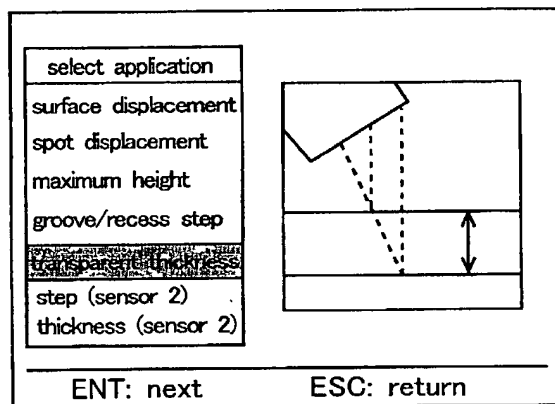 select application
surface displacement
spot displacement
maximum height
groove/recess step
transparent thickness
step (sensor 2)
thickness (sensor 2)
ENT: next
ESC: return